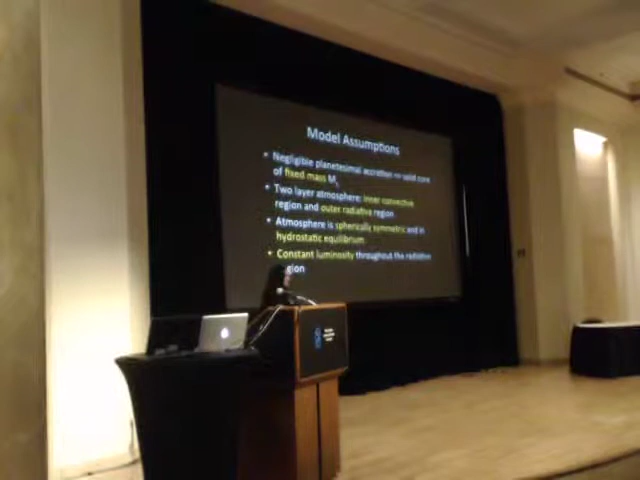 Model Assumptions
• Negligible planetesimal accretion => solid core
of fixed mass M
• Two layer atmosphere: inner convective
region and outer radiative region
• Atmosphere is spherically symmetric and in
hydrostatic equilibrium
• Constant luminosity throughout the radiative
region